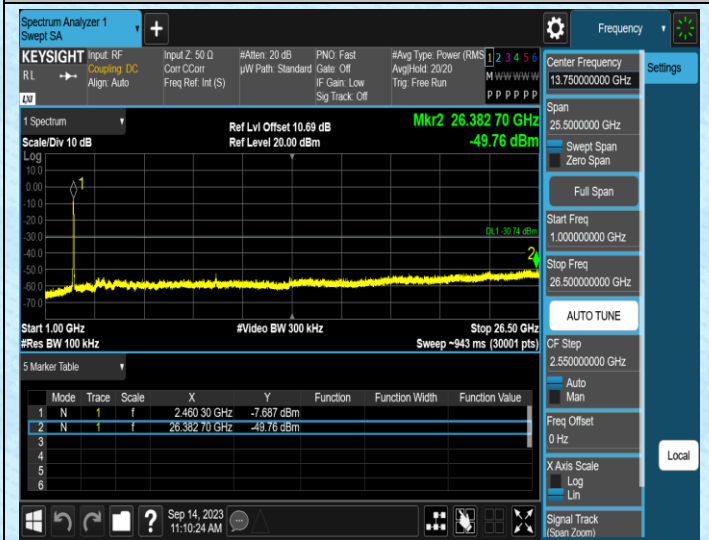 Spectrum Analyzer 1
Swept SA
+
Frequency
KEYSIGHT
RL
LXI
Input: RF
Coupling: DC
Align: Auto
Input Z: 50 Ω
Corr CCorr
Freq Ref: Int (S)
#Atten: 20 dB
µW Path: Standard
PNO: Fast
Gate: Off
IF Gain: Low
Sig Track: Off
#Avg Type: Power (RMS
Avg|Hold: 20/20
Trig: Free Run
1 2 3 4 5 6
M W W W W W
P P P P P P
1 Spectrum
Scale/Div 10 dB
Ref Lvl Offset 10.69 dB
Ref Level 20.00 dBm
Mkr2 26.382 70 GHz
-49.76 dBm
Log
10.0
0.00
-10.0
-20.0
-30.0
-40.0
-50.0
-60.0
-70.0
1
DL1 -30.74 dBm
2
Start 1.00 GHz
#Res BW 100 kHz
#Video BW 300 kHz
Stop 26.50 GHz
Sweep ~943 ms (30001 pts)
5 Marker Table
Mode Trace Scale X Y Function Function Width Function Value
1 N 1 f 2.460 30 GHz -7.687 dBm
2 N 1 f 26.382 70 GHz -49.76 dBm
3
4
5
6
?
Sep 14, 2023
11:10:24 AM
Center Frequency
13.750000000 GHz
Settings
Span
25.5000000 GHz
Swept Span
Zero Span
Full Span
Start Freq
1.000000000 GHz
Stop Freq
26.500000000 GHz
AUTO TUNE
CF Step
2.550000000 GHz
Auto
Man
Freq Offset
0 Hz
Local
X Axis Scale
Log
Lin
Signal Track
(Span Zoom)